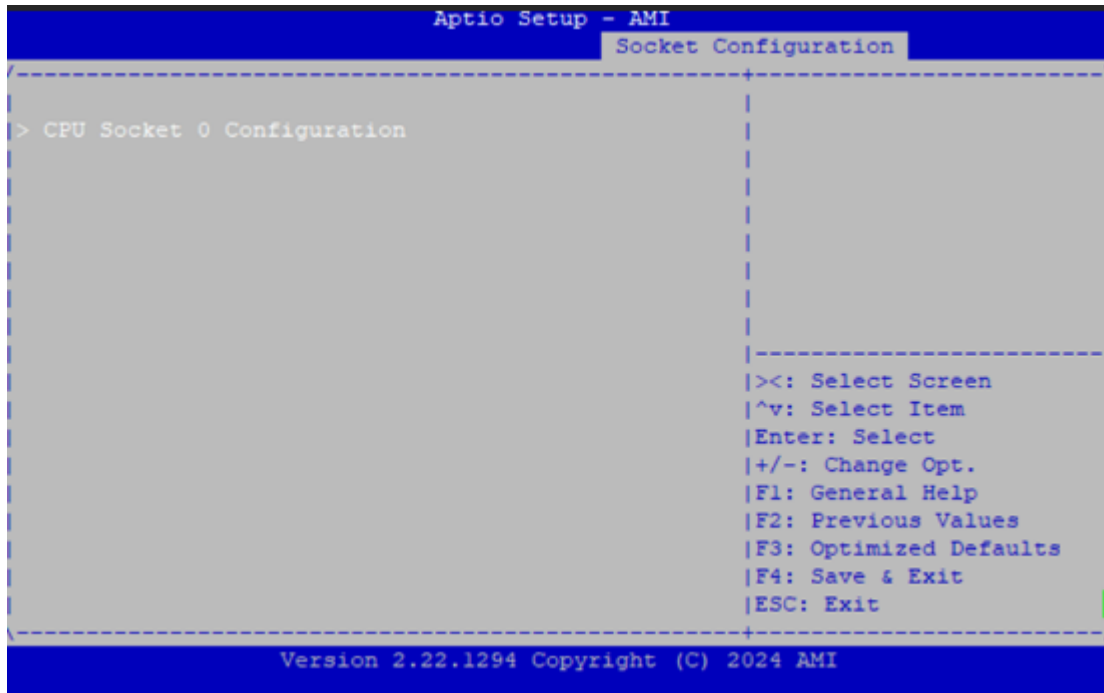 Aptio Setup - AMI
Socket Configuration
> CPU Socket 0 Configuration
><: Select Screen
^v: Select Item
Enter: Select
+/-: Change Opt.
F1: General Help
F2: Previous Values
F3: Optimized Defaults
F4: Save & Exit
ESC: Exit
Version 2.22.1294 Copyright (C) 2024 AMI